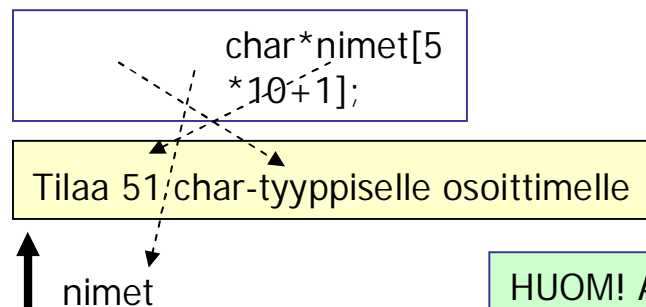 char*nimet[5
*10+1];
Tilaa 51 char-tyyppiselle osoittimelle
nimet
HUOM! A